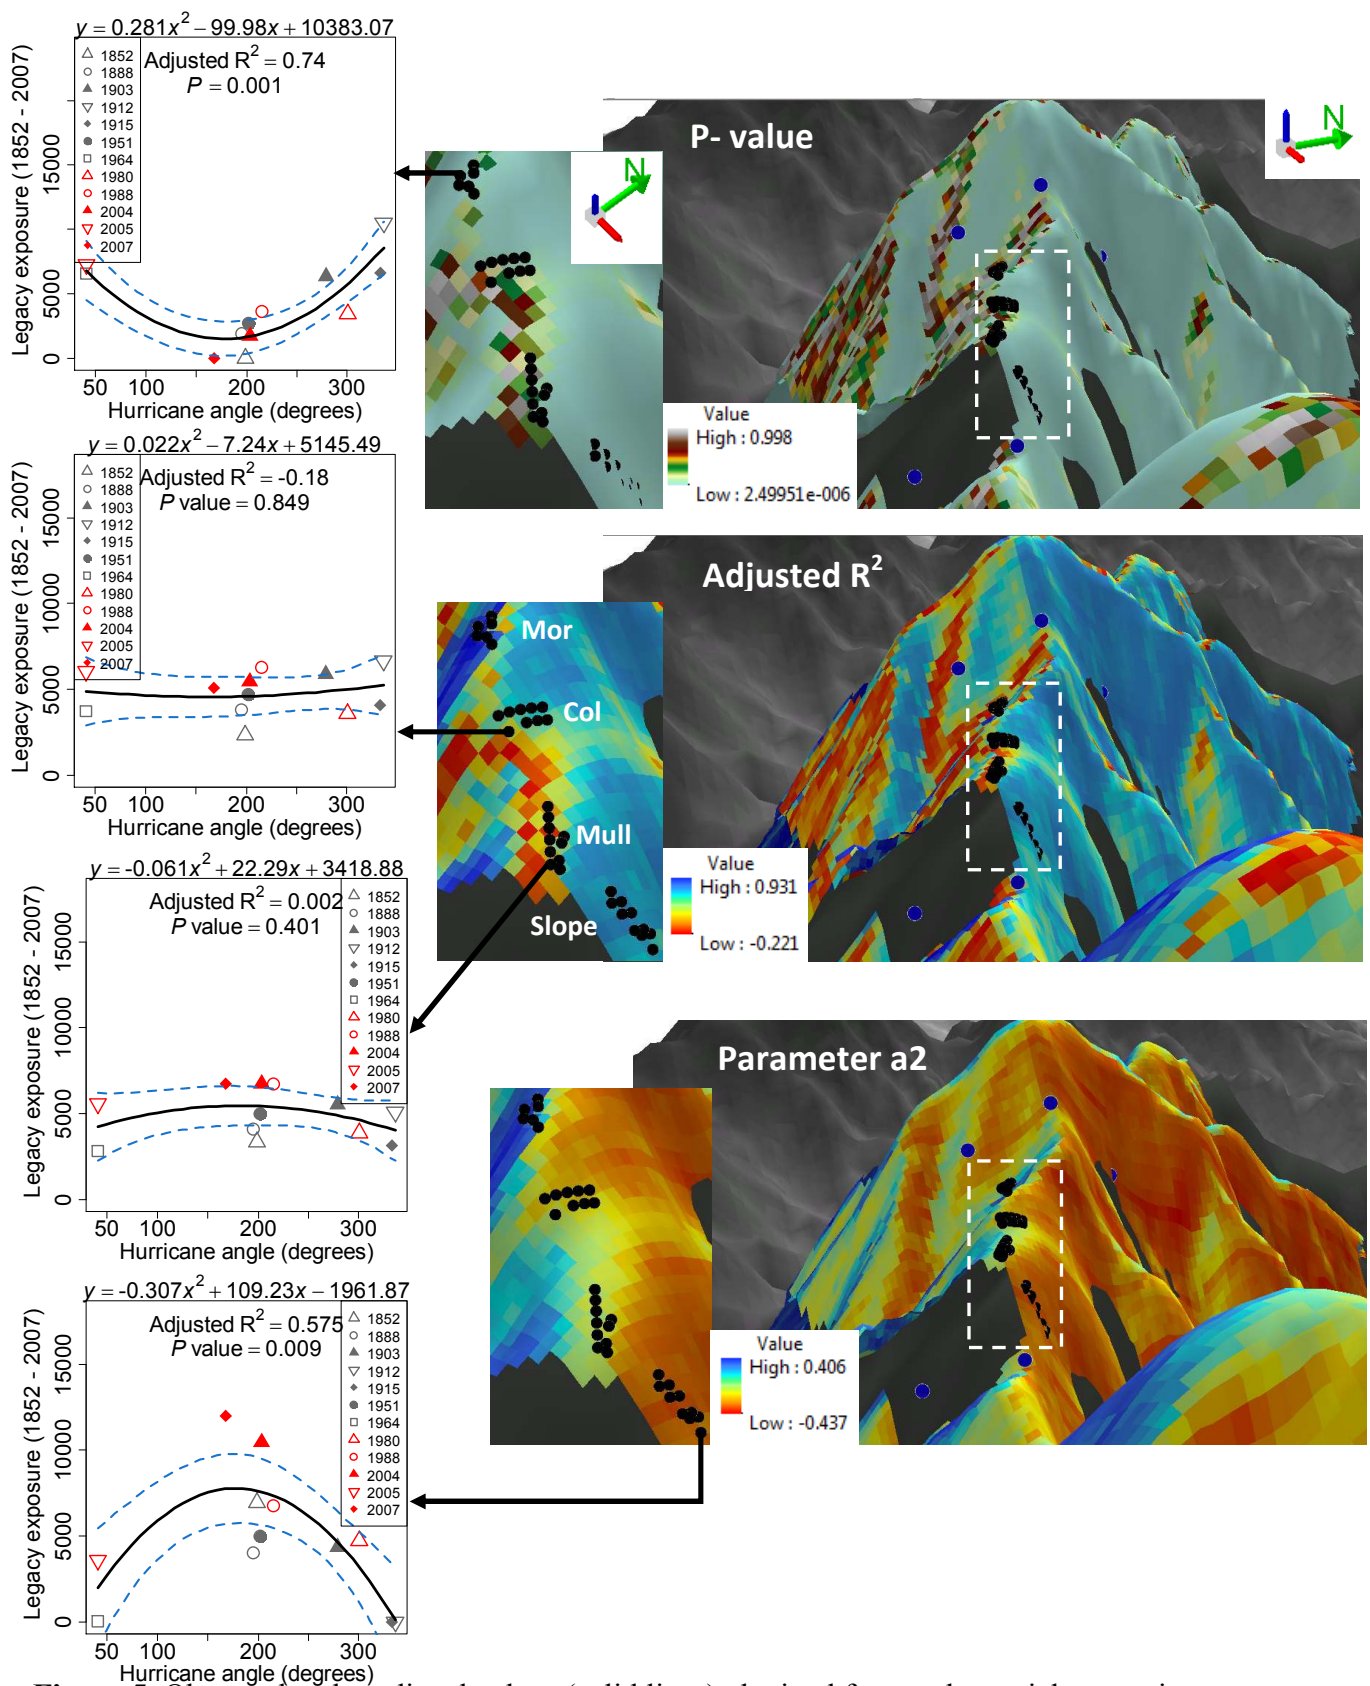 y = 0.281x² − 99.98x + 10383.07
Adjusted R² = 0.74
P = 0.001
1852
1888
1903
1912
1915
1951
1964
1980
1988
2004
2005
2007
Legacy exposure (1852 - 2007)
0 5000 15000
50 100 200 300
Hurricane angle (degrees)
P- value
N
N
Value
High : 0.998
Low : 2.49951e-006
y = 0.022x² − 7.24x + 5145.49
Adjusted R² = -0.18
P value = 0.849
1852
1888
1903
1912
1915
1951
1964
1980
1988
2004
2005
2007
Legacy exposure (1852 - 2007)
0 5000 10000 15000
50 100 200 300
Hurricane angle (degrees)
Adjusted R²
Mor
Col
Mull
Slope
Value
High : 0.931
Low : -0.221
y = -0.061x² + 22.29x + 3418.88
Adjusted R² = 0.002
P value = 0.401
1852
1888
1903
1912
1915
1951
1964
1980
1988
2004
2005
2007
Legacy exposure (1852 - 2007)
0 5000 10000 15000
50 100 200 300
Hurricane angle (degrees)
Parameter a2
Value
High : 0.406
Low : -0.437
y = -0.307x² + 109.23x − 1961.87
Adjusted R² = 0.575
P value = 0.009
1852
1888
1903
1912
1915
1951
1964
1980
1988
2004
2005
2007
Legacy exposure (1852 - 2007)
0 5000 10000 15000
50 100 200 300
Hurricane angle (degrees)